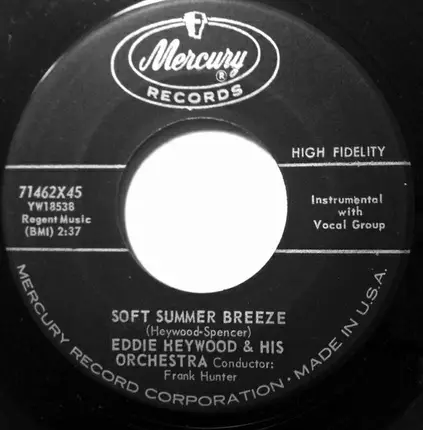 Mercury
®
RECORDS
HIGH FIDELITY
71462X45
YW18538
Regent Music
(BMI) 2:37
Instrumental
with
Vocal Group
SOFT SUMMER BREEZE
(Heywood-Spencer)
EDDIE HEYWOOD & HIS
ORCHESTRA Conductor:
Frank Hunter
MERCURY RECORD CORPORATION • MADE IN U.S.A.